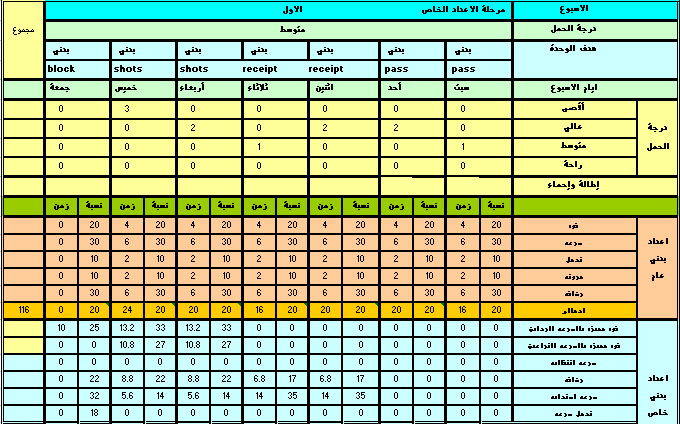 الاسبوع مرحلة الاعداد الخاص الاول مجموع
درجة الحمل متوسط
هدف الوحدة بدني بدني بدني بدني بدني بدني بدني
pass pass receipt receipt shots shots block
ايام الاسبوع سبت أحد اثنين ثلاثاء أربعاء خميس جمعة
درجة الحمل
أقصى 0 0 0 0 0 3 0
عالي 0 2 2 0 2 0 0
متوسط 1 0 0 1 0 0 0
راحة 0 0 0 0 0 0 0
إطالة وإحماء
نسبة زمن نسبة زمن نسبة زمن نسبة زمن نسبة زمن نسبة زمن نسبة زمن
اعداد بدني عام
قوة 20 4 20 4 20 4 20 4 20 4 20 4 20 0
سرعة 30 6 30 6 30 6 30 6 30 6 30 6 30 0
تحمل 10 2 10 2 10 2 10 2 10 2 10 2 10 0
مرونة 10 2 10 2 10 2 10 2 10 2 10 2 10 0
رشاقة 30 6 30 6 30 6 30 6 30 6 30 6 30 0
اجمالي 20 16 20 20 20 20 20 16 20 20 20 24 20 0 116
اعداد بدني خاص
قوة مميزة بالسرعة للرجلين 0 0 0 0 0 0 0 0 33 13.2 33 13.2 25 10
قوة مميزة بالسرعة للذراعين 0 0 0 0 0 0 0 0 27 10.8 27 10.8 0 0
سرعة انتقالية 0 0 0 0 0 0 0 0 0 0 0 0 0 0
رشاقة 0 0 0 0 17 6.8 17 6.8 22 8.8 22 8.8 22 0
سرعة استجابة 0 0 0 0 35 14 35 14 14 5.6 14 5.6 32 0
تحمل سرعة 0 0 0 0 0 0 0 0 0 0 0 0 18 0